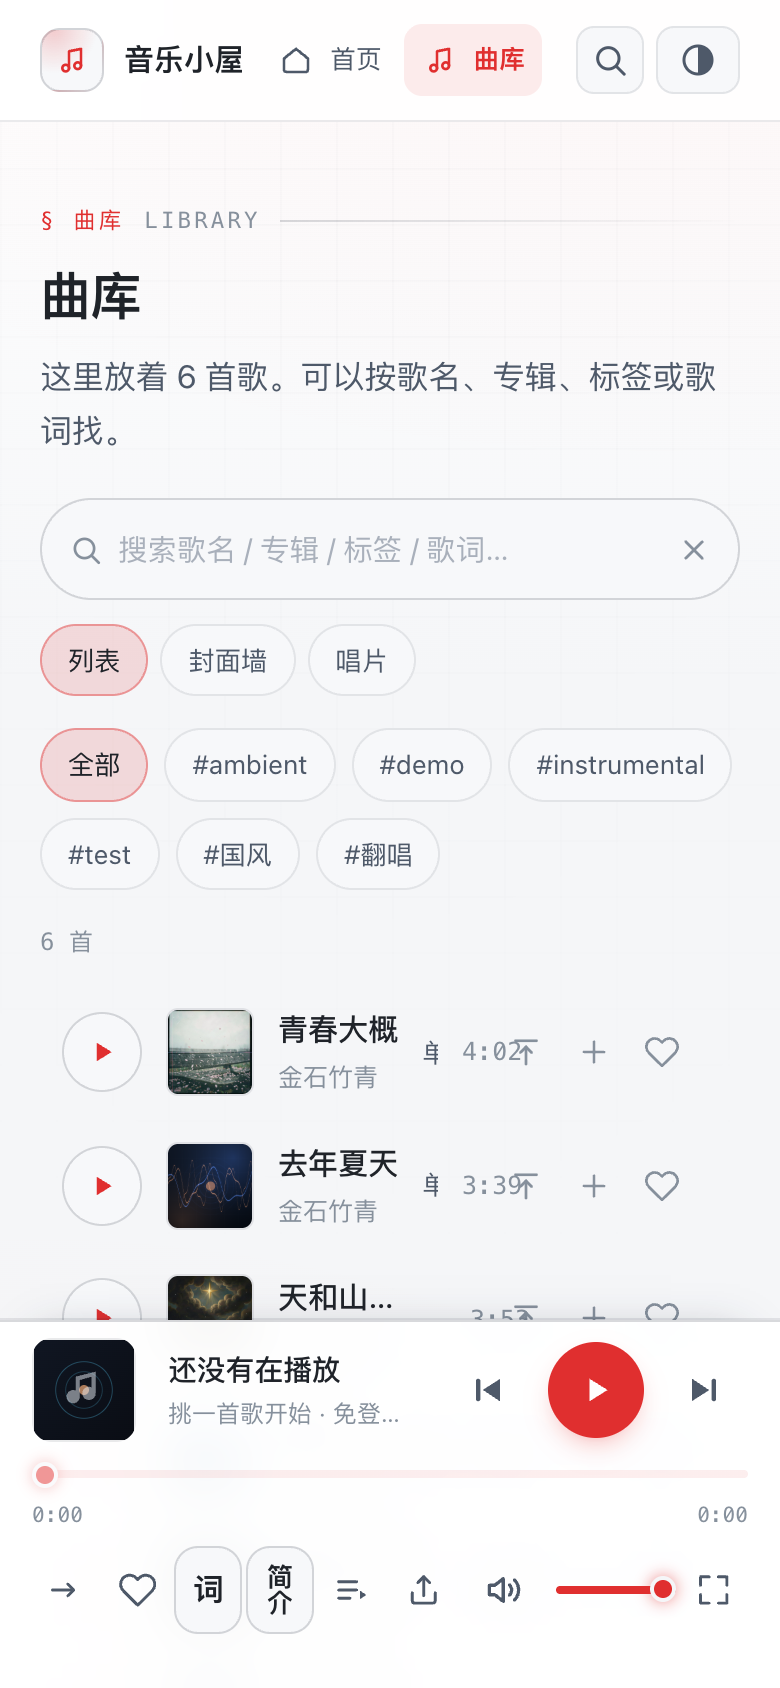 音乐小屋 首页 曲库
§ 曲库 LIBRARY
曲库
这里放着 6 首歌。可以按歌名、专辑、标签或歌
词找。
搜索歌名 / 专辑 / 标签 / 歌词...
列表 封面墙 唱片
全部 #ambient #demo #instrumental
#test #国风 #翻唱
6 首
青春大概
金石竹青
4:02
去年夏天
金石竹青
3:39
天和山...
还没有在播放
挑一首歌开始 · 免登...
0:00 0:00
词 简介